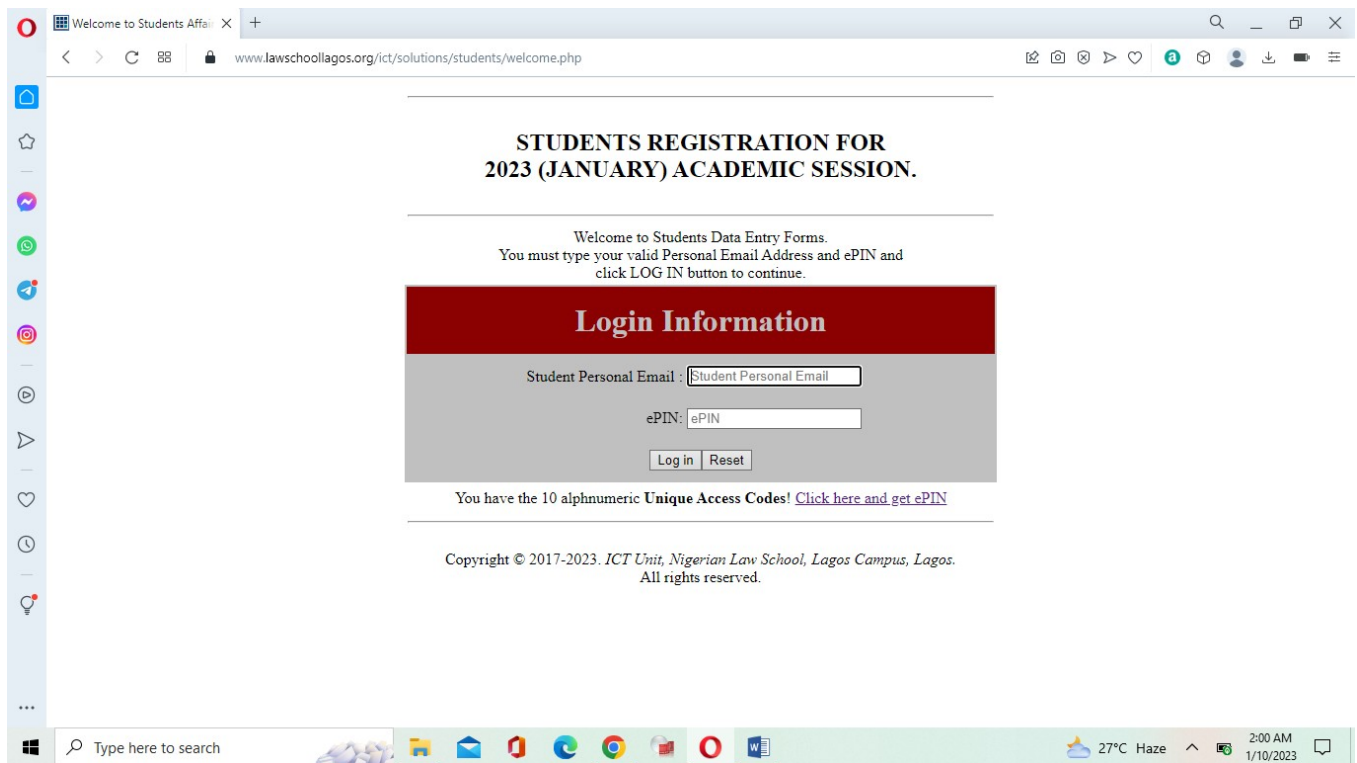 Welcome to Students Affai
www.lawschoollagos.org/ict/solutions/students/welcome.php
STUDENTS REGISTRATION FOR
2023 (JANUARY) ACADEMIC SESSION.
Welcome to Students Data Entry Forms.
You must type your valid Personal Email Address and ePIN and
click LOG IN button to continue.
Login Information
Student Personal Email : Student Personal Email
ePIN: ePIN
Log in Reset
You have the 10 alphnumeric Unique Access Codes! Click here and get ePIN
Copyright © 2017-2023. ICT Unit, Nigerian Law School, Lagos Campus, Lagos.
All rights reserved.
Type here to search
27°C Haze
2:00 AM
1/10/2023